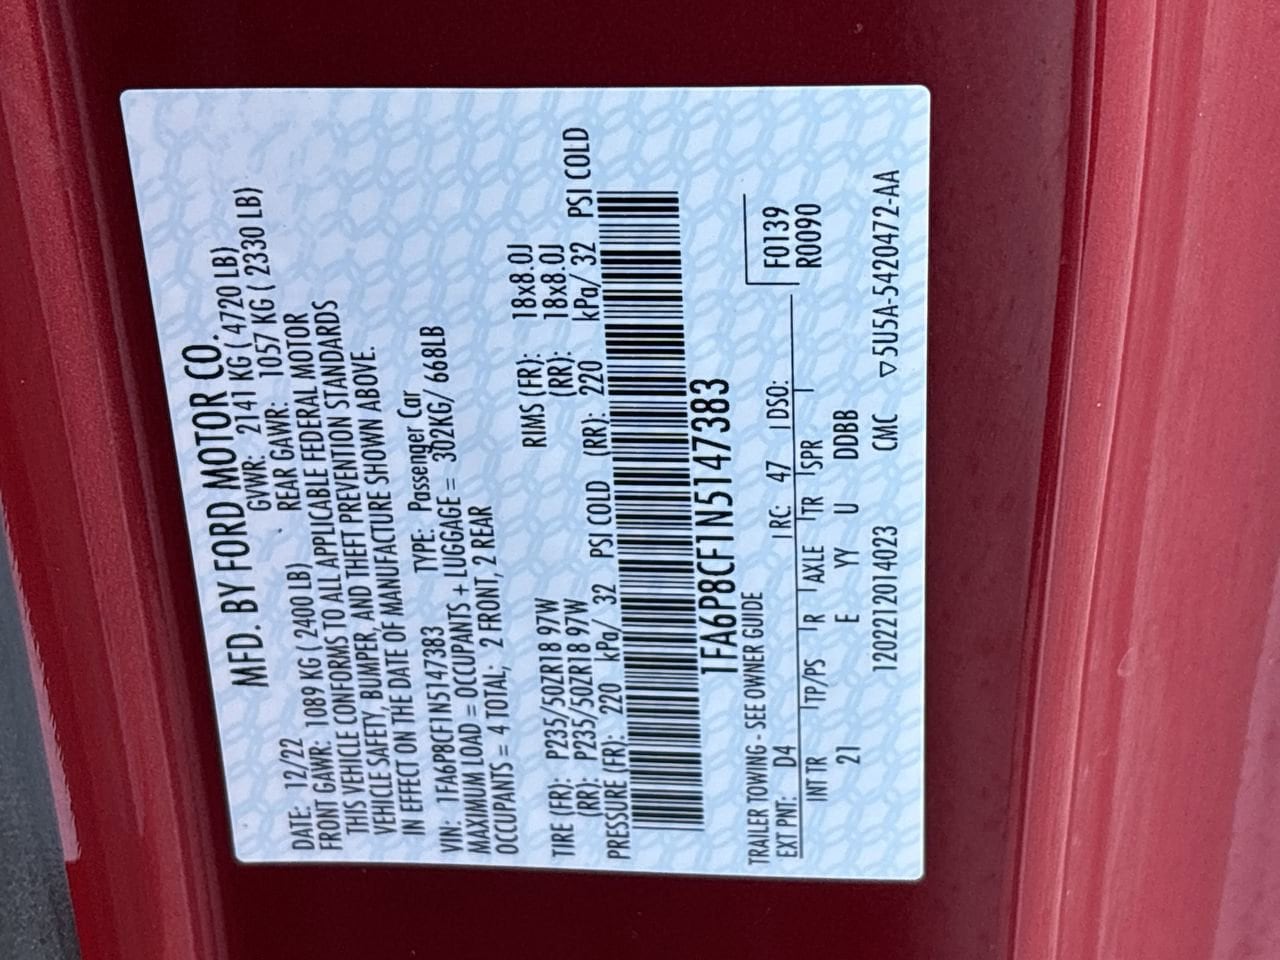 MFD. BY FORD MOTOR CO.
DATE: 12/22 GVWR: 2141 KG ( 4720 LB)
FRONT GAWR: 1089 KG ( 2400 LB) REAR GAWR: 1057 KG ( 2330 LB)
THIS VEHICLE CONFORMS TO ALL APPLICABLE FEDERAL MOTOR
VEHICLE SAFETY, BUMPER, AND THEFT PREVENTION STANDARDS
IN EFFECT ON THE DATE OF MANUFACTURE SHOWN ABOVE.
VIN: 1FA6P8CF1N5147383 TYPE: Passenger Car
MAXIMUM LOAD = OCCUPANTS + LUGGAGE = 302KG/ 668LB
OCCUPANTS = 4 TOTAL; 2 FRONT, 2 REAR
TIRE (FR): P235/50ZR18 97W RIMS (FR): 18x8.0J
(RR): P235/50ZR18 97W (RR): 18x8.0J
PRESSURE (FR): 220 kPa/ 32 PSI COLD (RR): 220 kPa/ 32 PSI COLD
1FA6P8CF1N5147383
TRAILER TOWING - SEE OWNER GUIDE
F0139
R0090
EXT PNT: D4 RC: 47 DSO:
INT TR TP/PS R AXLE TR SPR
21 E YY U DDBB
1202212014023 CMC ▽5U5A-5420472-AA